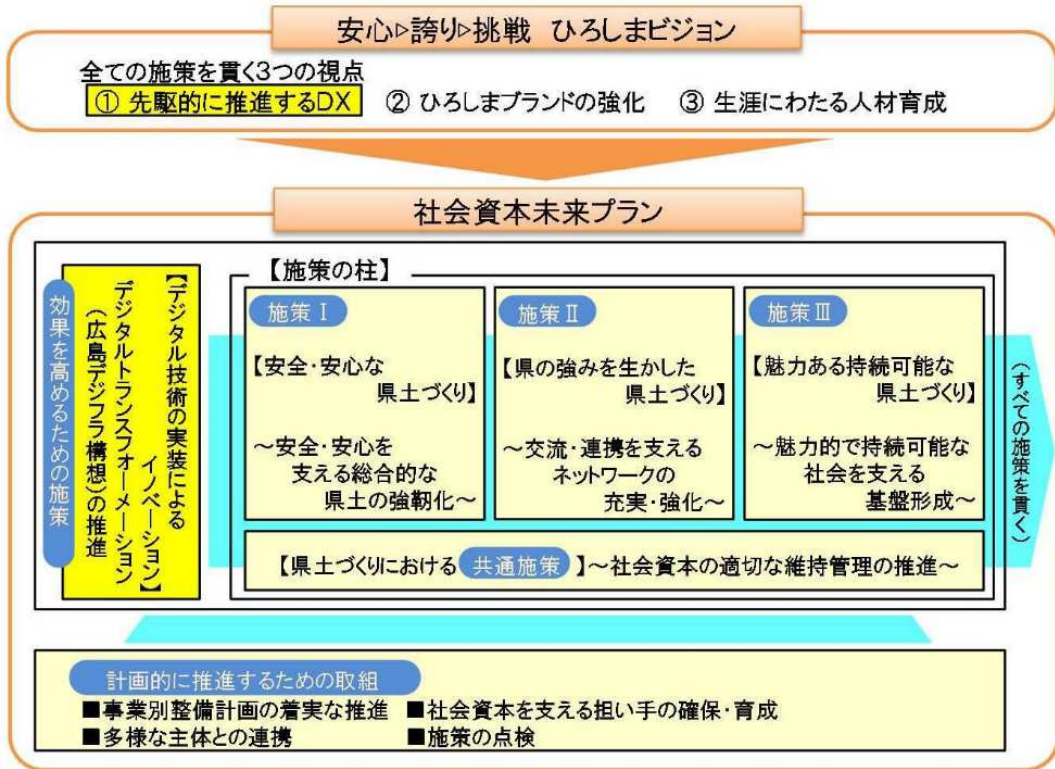 安心▷誇り▷挑戦 ひろしまビジョン
全ての施策を貫く3つの視点
① 先駆的に推進するDX ② ひろしまブランドの強化 ③ 生涯にわたる人材育成
社会資本未来プラン
効果を高めるための施策
【デジタル技術の実装による
イノベーション】
デジタルトランスフォーメーション
(広島デジフラ構想)の推進
【施策の柱】
施策Ⅰ
【安全・安心な
県土づくり】
～安全・安心を
支える総合的な
県土の強靭化～
施策Ⅱ
【県の強みを生かした
県土づくり】
～交流・連携を支える
ネットワークの
充実・強化～
施策Ⅲ
【魅力ある持続可能な
県土づくり】
～魅力的で持続可能な
社会を支える
基盤形成～
(すべての施策を貫く)
【県土づくりにおける 共通施策 】～社会資本の適切な維持管理の推進～
計画的に推進するための取組
■事業別整備計画の着実な推進 ■社会資本を支える担い手の確保・育成
■多様な主体との連携 ■施策の点検